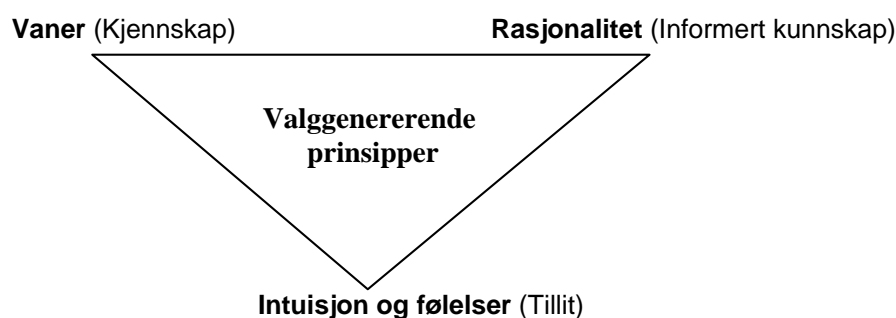 Vaner (Kjennskap)
Rasjonalitet (Informert kunnskap)
Valggenererende
prinsipper
Intuisjon og følelser (Tillit)